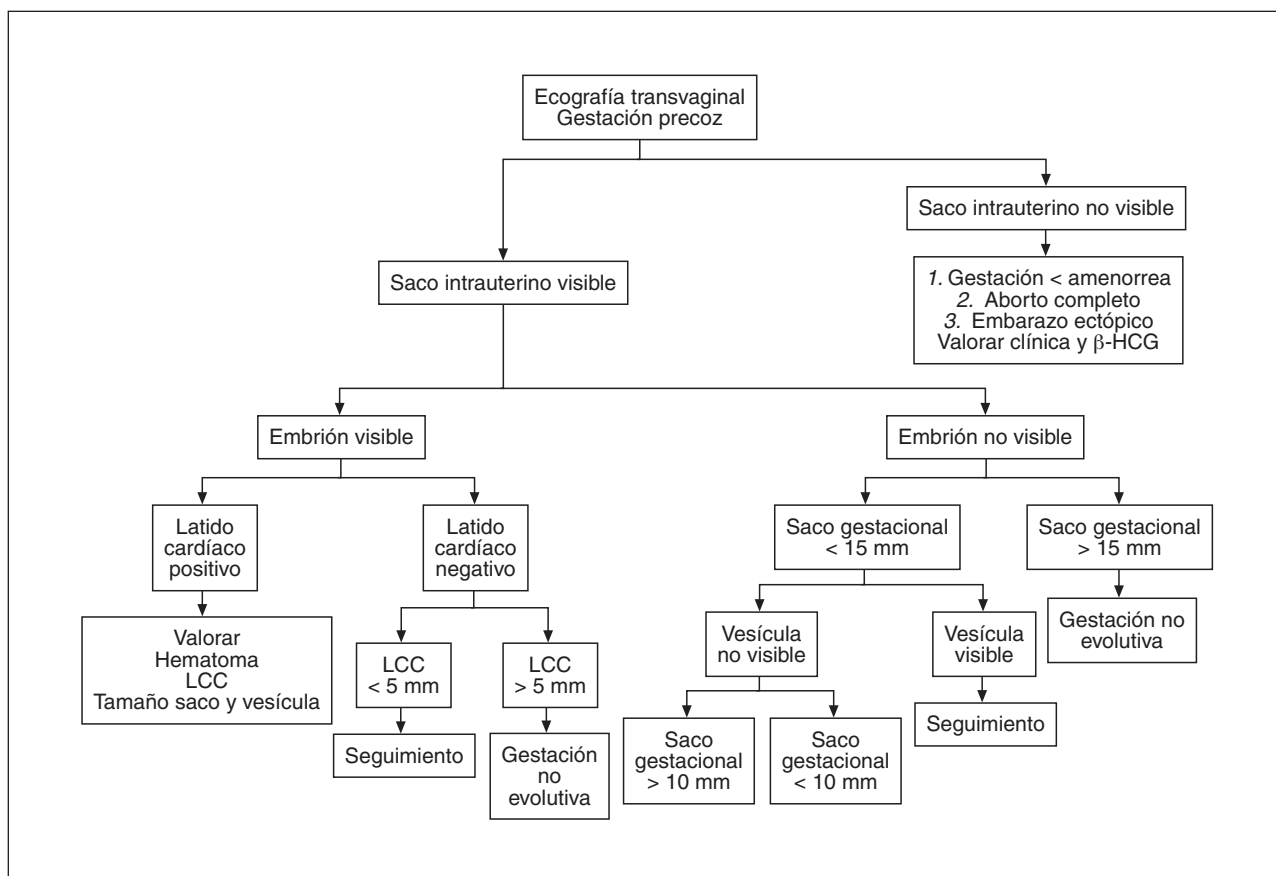 Ecografía transvaginal
Gestación precoz
Saco intrauterino no visible
1. Gestación < amenorrea
2. Aborto completo
3. Embarazo ectópico
Valorar clínica y β-HCG
Saco intrauterino visible
Embrión visible
Embrión no visible
Latido
cardíaco
positivo
Latido
cardíaco
negativo
Saco gestacional
< 15 mm
Saco gestacional
> 15 mm
Valorar
Hematoma
LCC
Tamaño saco y vesícula
LCC
< 5 mm
LCC
> 5 mm
Vesícula
no visible
Vesícula
visible
Gestación no
evolutiva
Seguimiento
Gestación
no
evolutiva
Saco
gestacional
> 10 mm
Saco
gestacional
< 10 mm
Seguimiento